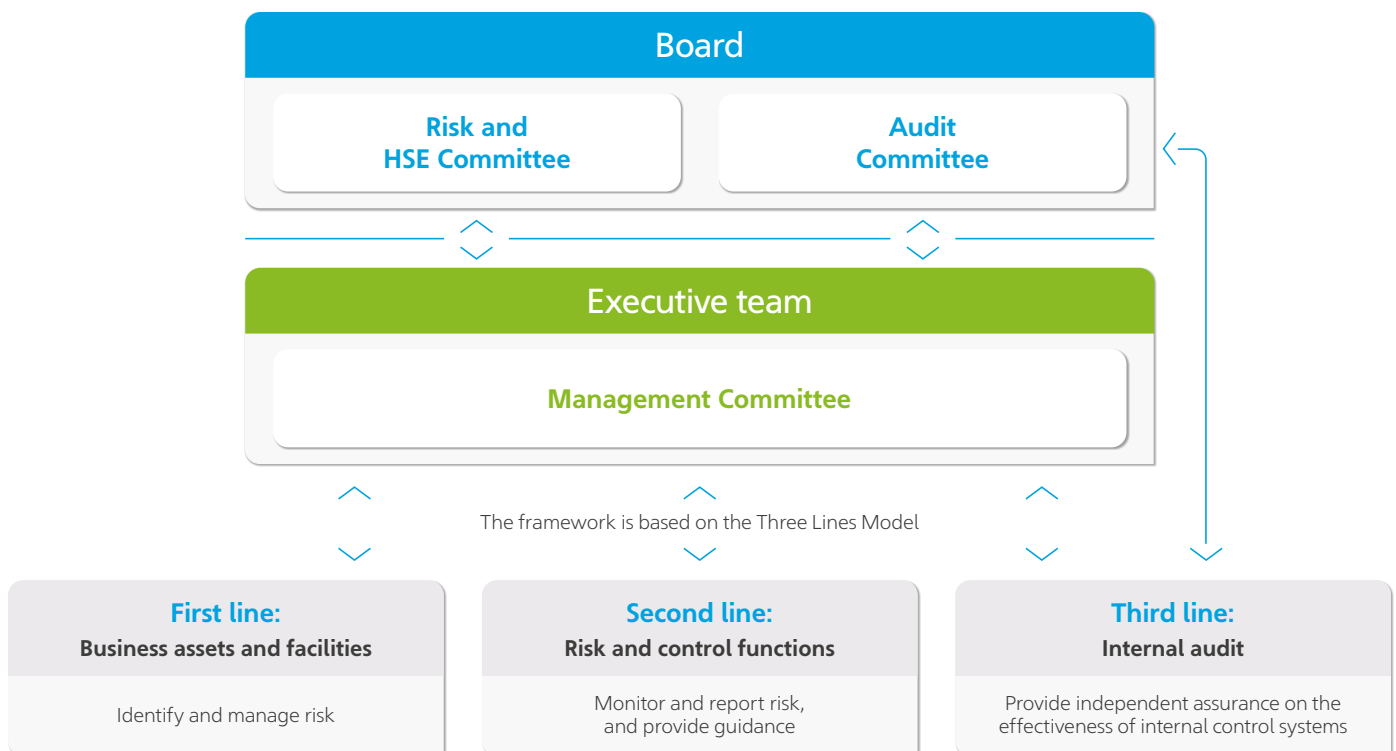 Board
Risk and
HSE Committee
Audit
Committee
Executive team
Management Committee
The framework is based on the Three Lines Model
First line:
Business assets and facilities
Identify and manage risk
Second line:
Risk and control functions
Monitor and report risk,
and provide guidance
Third line:
Internal audit
Provide independent assurance on the
effectiveness of internal control systems